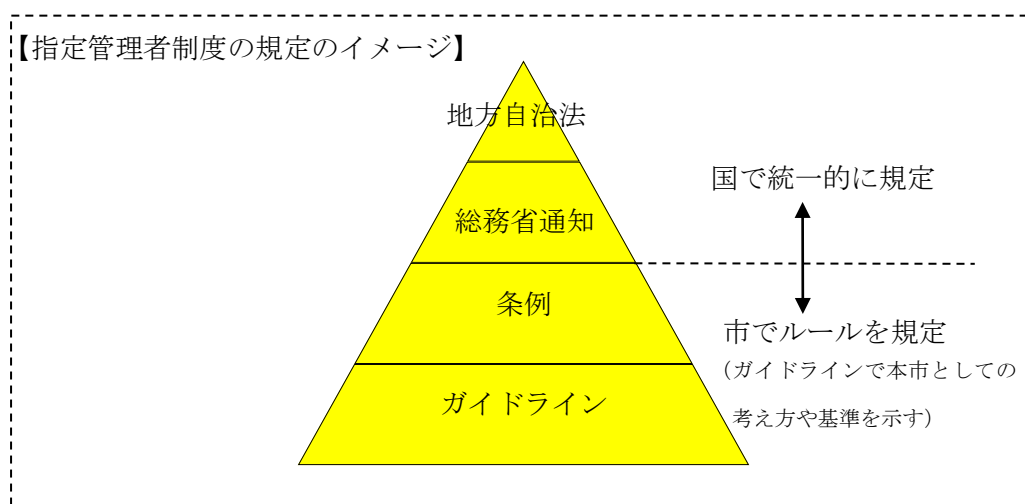 【指定管理者制度の規定のイメージ】
地方自治法
国で統一的に規定
総務省通知
条例
市でルールを規定
(ガイドラインで本市としての
考え方や基準を示す)
ガイドライン